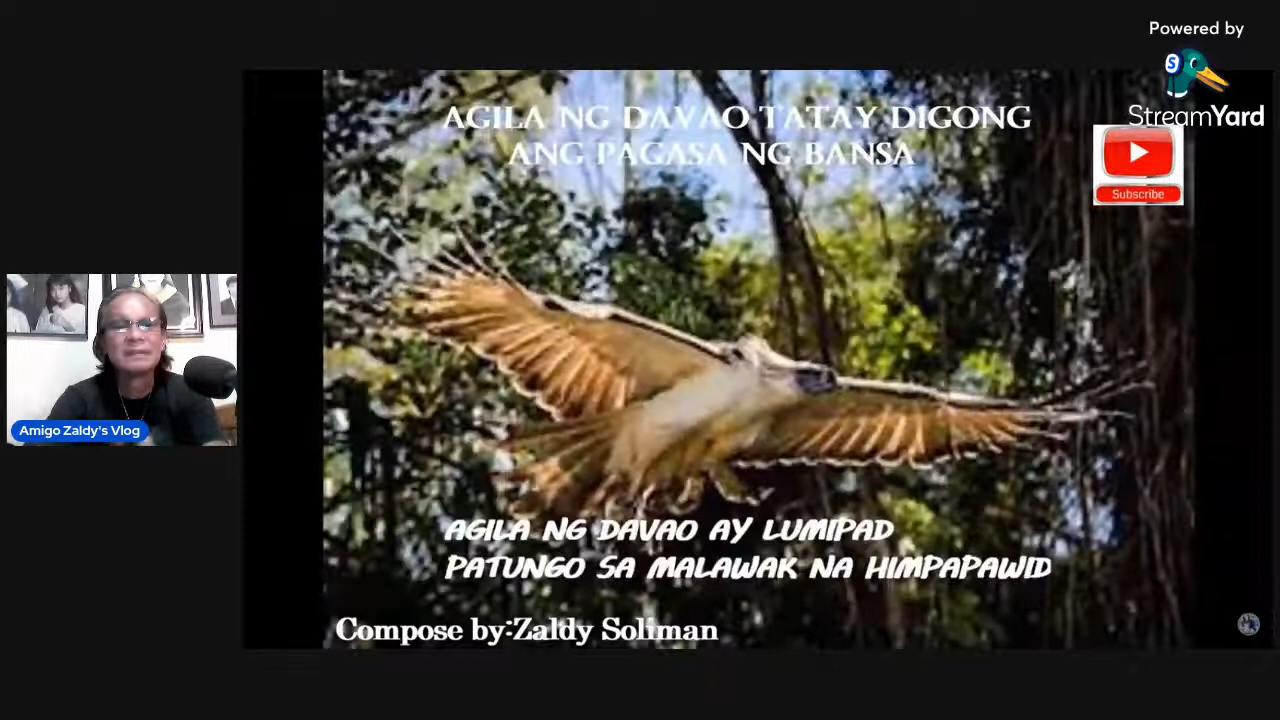 Powered by
S
StreamYard
AGILA NG DAVAO TATAY DIGONG
ANG PAGASA NG BANSA
Subscribe
Amigo Zaldy's Vlog
AGILA NG DAVAO AY LUMIPAD
PATUNGO SA MALAWAK NA HIMPAPAWID
Compose by:Zaldy Soliman